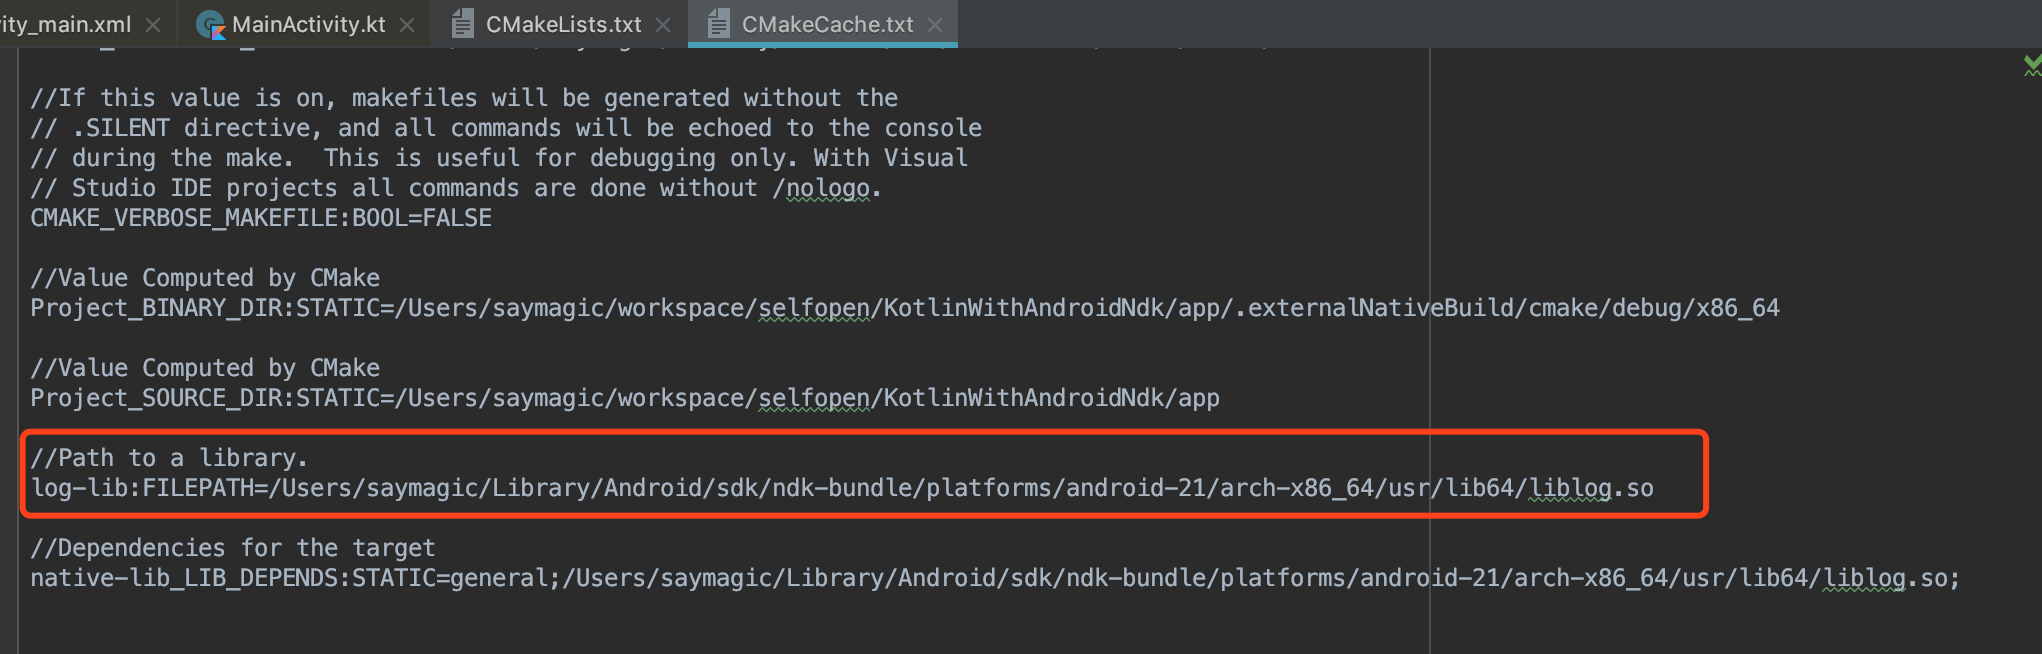 ity_main.xml
MainActivity.kt
CMakeLists.txt
CMakeCache.txt
//If this value is on, makefiles will be generated without the
// .SILENT directive, and all commands will be echoed to the console
// during the make.  This is useful for debugging only. With Visual
// Studio IDE projects all commands are done without /nologo.
CMAKE_VERBOSE_MAKEFILE:BOOL=FALSE
//Value Computed by CMake
Project_BINARY_DIR:STATIC=/Users/saymagic/workspace/selfopen/KotlinWithAndroidNdk/app/.externalNativeBuild/cmake/debug/x86_64
//Value Computed by CMake
Project_SOURCE_DIR:STATIC=/Users/saymagic/workspace/selfopen/KotlinWithAndroidNdk/app
//Path to a library.
log-lib:FILEPATH=/Users/saymagic/Library/Android/sdk/ndk-bundle/platforms/android-21/arch-x86_64/usr/lib64/liblog.so
//Dependencies for the target
native-lib_LIB_DEPENDS:STATIC=general;/Users/saymagic/Library/Android/sdk/ndk-bundle/platforms/android-21/arch-x86_64/usr/lib64/liblog.so;